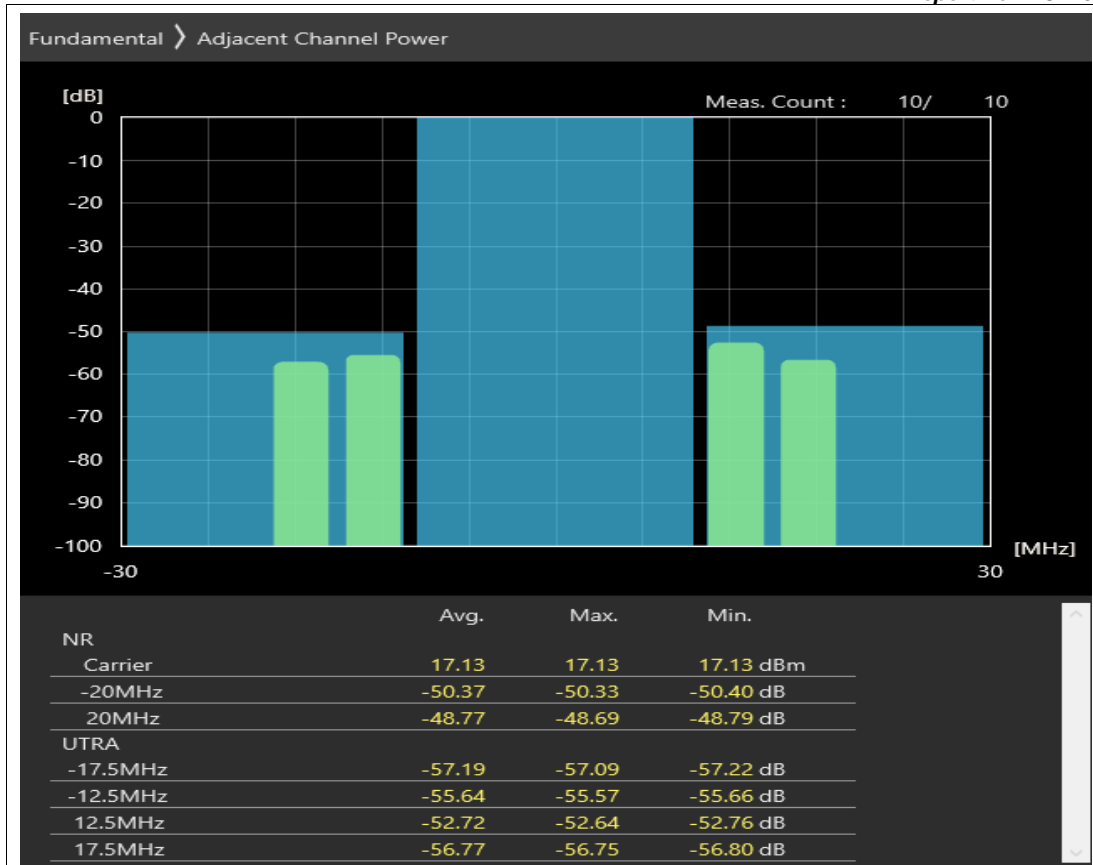 Fundamental 〉 Adjacent Channel Power
[dB]
Meas. Count : 10/ 10
0
-10
-20
-30
-40
-50
-60
-70
-80
-90
-100
[MHz]
-30 30
Avg. Max. Min.
NR
Carrier 17.13 17.13 17.13 dBm
-20MHz -50.37 -50.33 -50.40 dB
20MHz -48.77 -48.69 -48.79 dB
UTRA
-17.5MHz -57.19 -57.09 -57.22 dB
-12.5MHz -55.64 -55.57 -55.66 dB
12.5MHz -52.72 -52.64 -52.76 dB
17.5MHz -56.77 -56.75 -56.80 dB